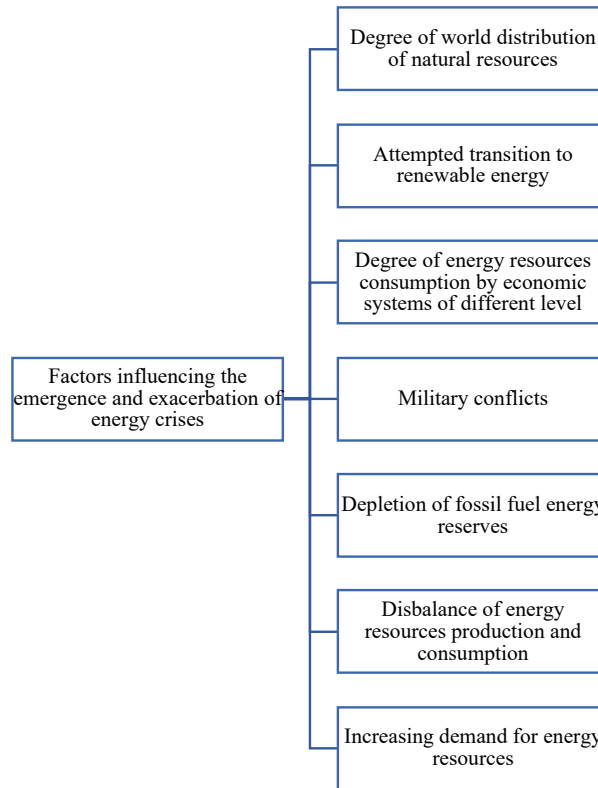 Degree of world distribution
of natural resources
Attempted transition to
renewable energy
Degree of energy resources
consumption by economic
systems of different level
Factors influencing the
emergence and exacerbation of
energy crises
Military conflicts
Depletion of fossil fuel energy
reserves
Disbalance of energy
resources production and
consumption
Increasing demand for energy
resources